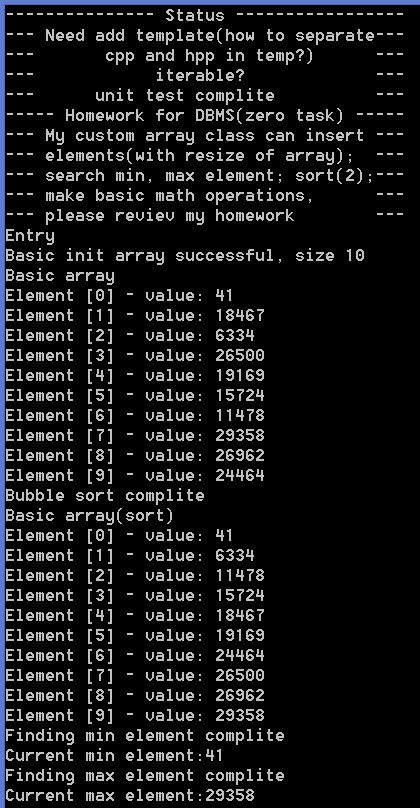 --------------- Status -----------------
--- Need add template(how to separate---
--- cpp and hpp in temp?) ---
--- iterable? ---
--- unit test complite ---
----- Homework for DBMS(zero task) -----
--- My custom array class can insert ---
--- elements(with resize of array); ---
--- search min, max element; sort(2);---
--- make basic math operations, ---
--- please reviev my homework ---
Entry
Basic init array successful, size 10
Basic array
Element [0] - value: 41
Element [1] - value: 18467
Element [2] - value: 6334
Element [3] - value: 26500
Element [4] - value: 19169
Element [5] - value: 15724
Element [6] - value: 11478
Element [7] - value: 29358
Element [8] - value: 26962
Element [9] - value: 24464
Bubble sort complite
Basic array(sort)
Element [0] - value: 41
Element [1] - value: 6334
Element [2] - value: 11478
Element [3] - value: 15724
Element [4] - value: 18467
Element [5] - value: 19169
Element [6] - value: 24464
Element [7] - value: 26500
Element [8] - value: 26962
Element [9] - value: 29358
Finding min element complite
Current min element:41
Finding max element complite
Current max element:29358